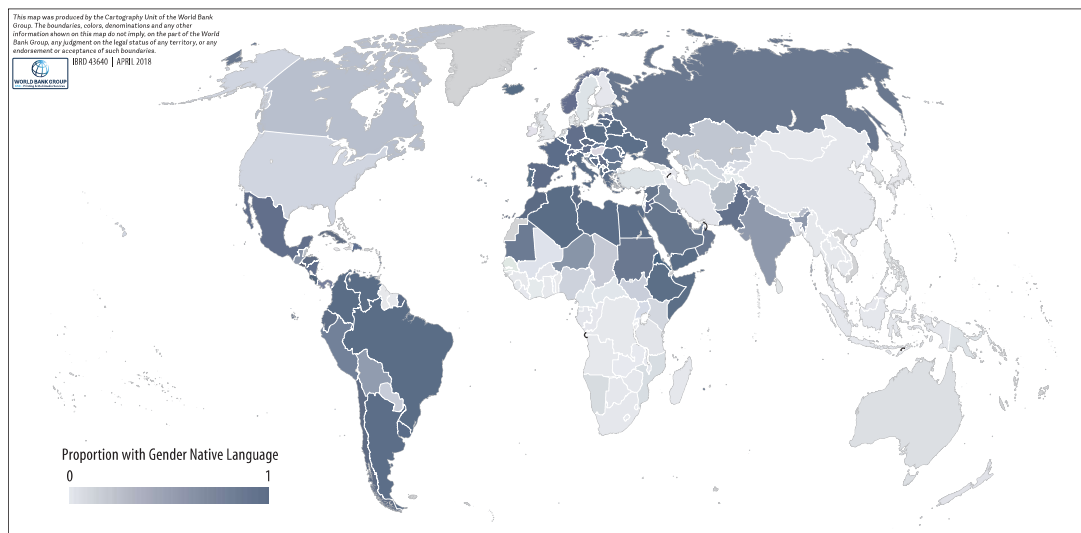 This map was produced by the Cartography Unit of the World Bank
Group. The boundaries, colors, denominations and any other
information shown on this map do not imply, on the part of the World
Bank Group, any judgment on the legal status of any territory, or any
endorsement or acceptance of such boundaries.
IBRD 43640 | APRIL 2018
WORLD BANK GROUP
Proportion with Gender Native Language
0 1